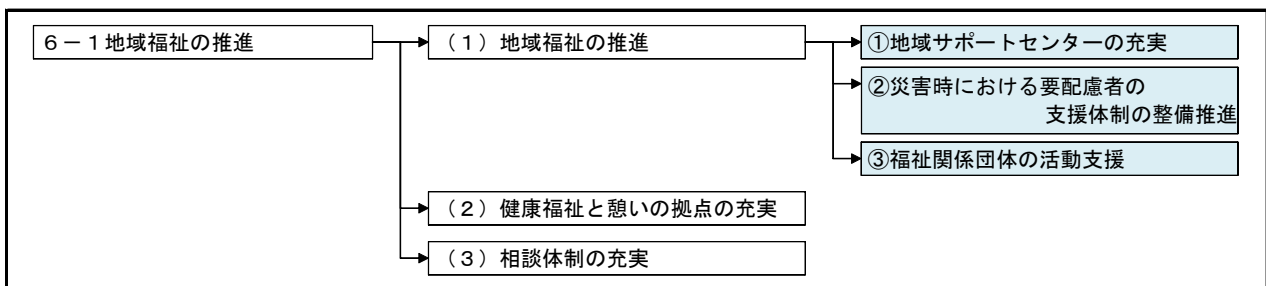 ６－１地域福祉の推進
（１）地域福祉の推進
①地域サポートセンターの充実
②災害時における要配慮者の
支援体制の整備推進
③福祉関係団体の活動支援
（２）健康福祉と憩いの拠点の充実
（３）相談体制の充実